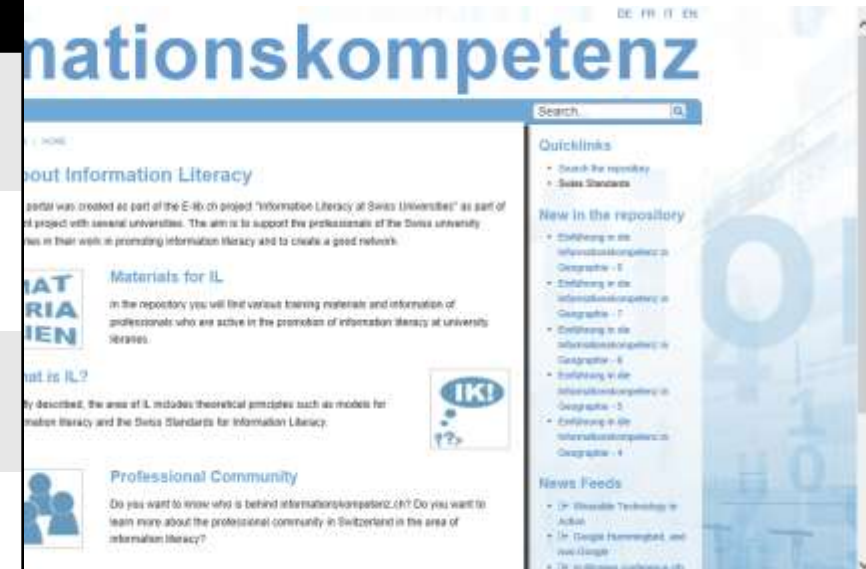 DE FR IT EN
mationskompetenz
Search.
HOME
out Information Literacy
portal was created as part of the E-lib.ch project "Information Literacy at Swiss Universities" as part of
project with several universities. The aim is to support the professionals of the Swiss university
ries in their work in promoting information literacy and to create a good network.
MAT
RIA
IEN
Materials for IL
In the repository you will find various training materials and information of
professionals who are active in the promotion of information literacy at university
libraries.
hat is IL?
fly described, the area of IL includes theoretical principles such as models for
mation literacy and the Swiss Standards for Information Literacy.
IK!
??>
Professional Community
Do you want to know who is behind informationskompetenz.ch? Do you want to
learn more about the professional community in Switzerland in the area of
information literacy?
Quicklinks
Search the repository
Swiss Standards
New in the repository
Einführung in die
Informationskompetenz in
Geographie - 8
Einführung in die
Informationskompetenz in
Geographie - 7
Einführung in die
Informationskompetenz in
Geographie - 6
Einführung in die
Informationskompetenz in
Geographie - 5
Einführung in die
Informationskompetenz in
Geographie - 4
News Feeds
Wearable Technology in
Action
Google Hummingbird, and